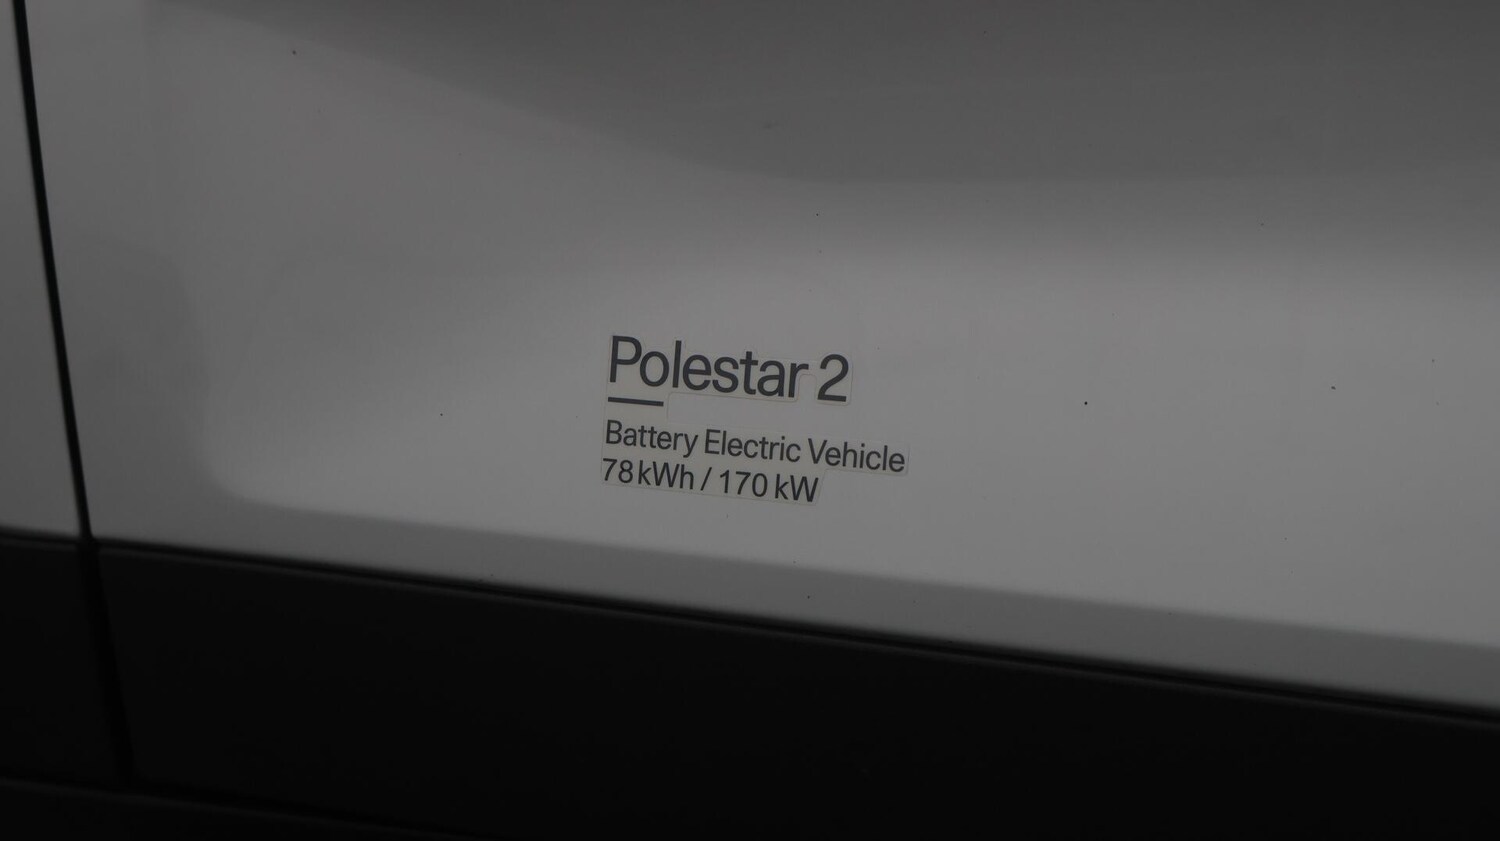 Polestar 2
Battery Electric Vehicle
78 kWh / 170 kW